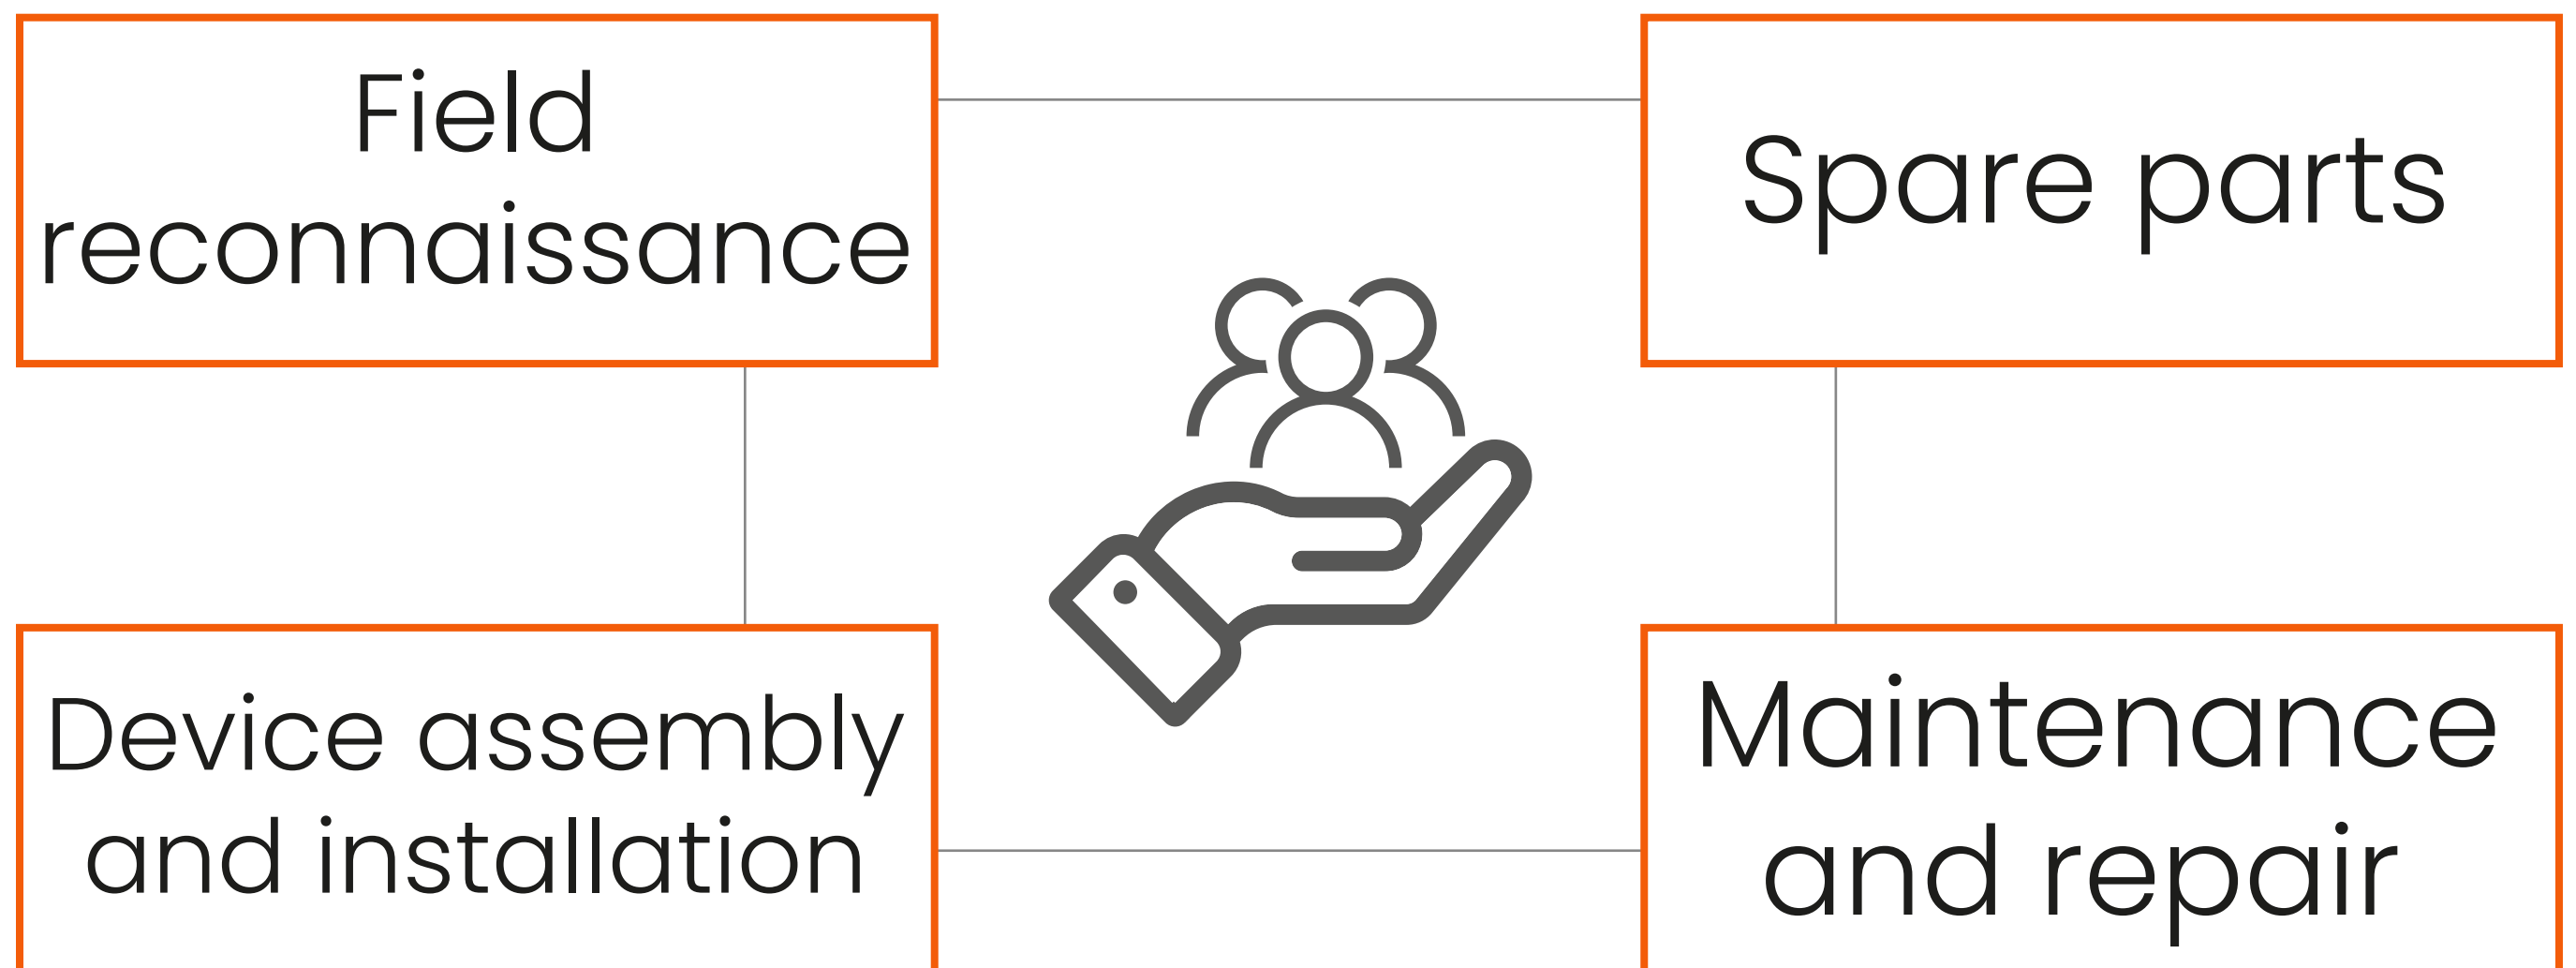 Field
reconnaissance
Spare parts
Device assembly
and installation
Maintenance
and repair